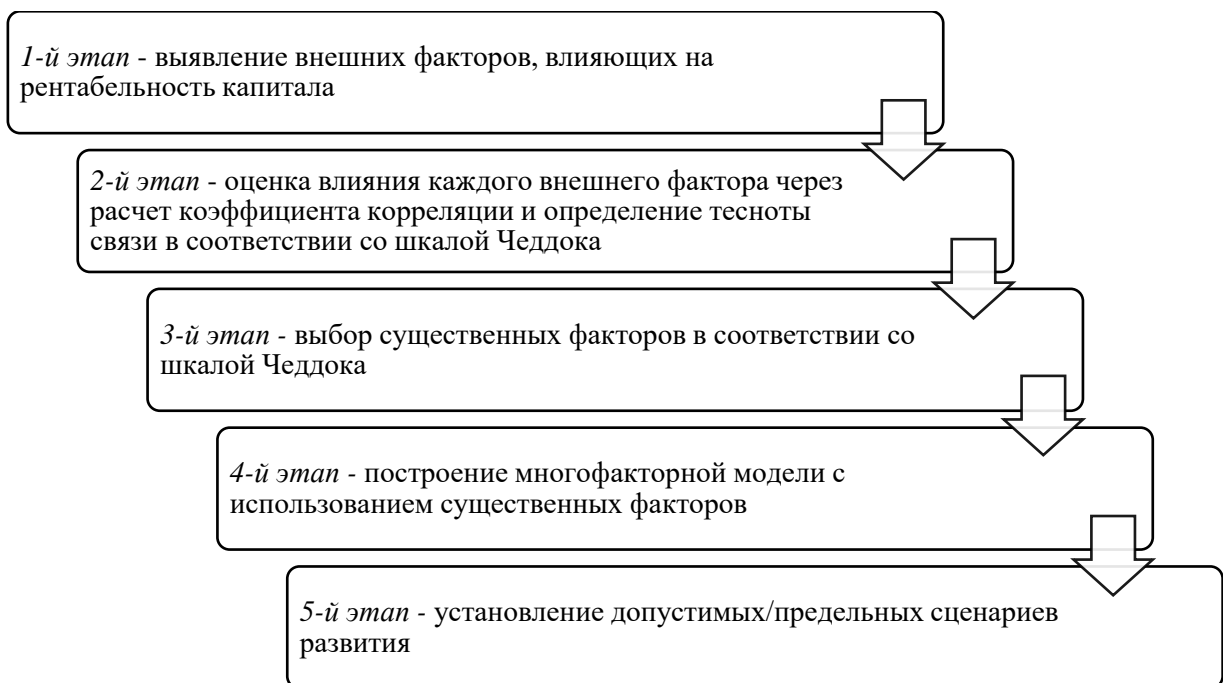 1-й этап - выявление внешних факторов, влияющих на
рентабельность капитала
2-й этап - оценка влияния каждого внешнего фактора через
расчет коэффициента корреляции и определение тесноты
связи в соответствии со шкалой Чеддока
3-й этап - выбор существенных факторов в соответствии со
шкалой Чеддока
4-й этап - построение многофакторной модели с
использованием существенных факторов
5-й этап - установление допустимых/предельных сценариев
развития